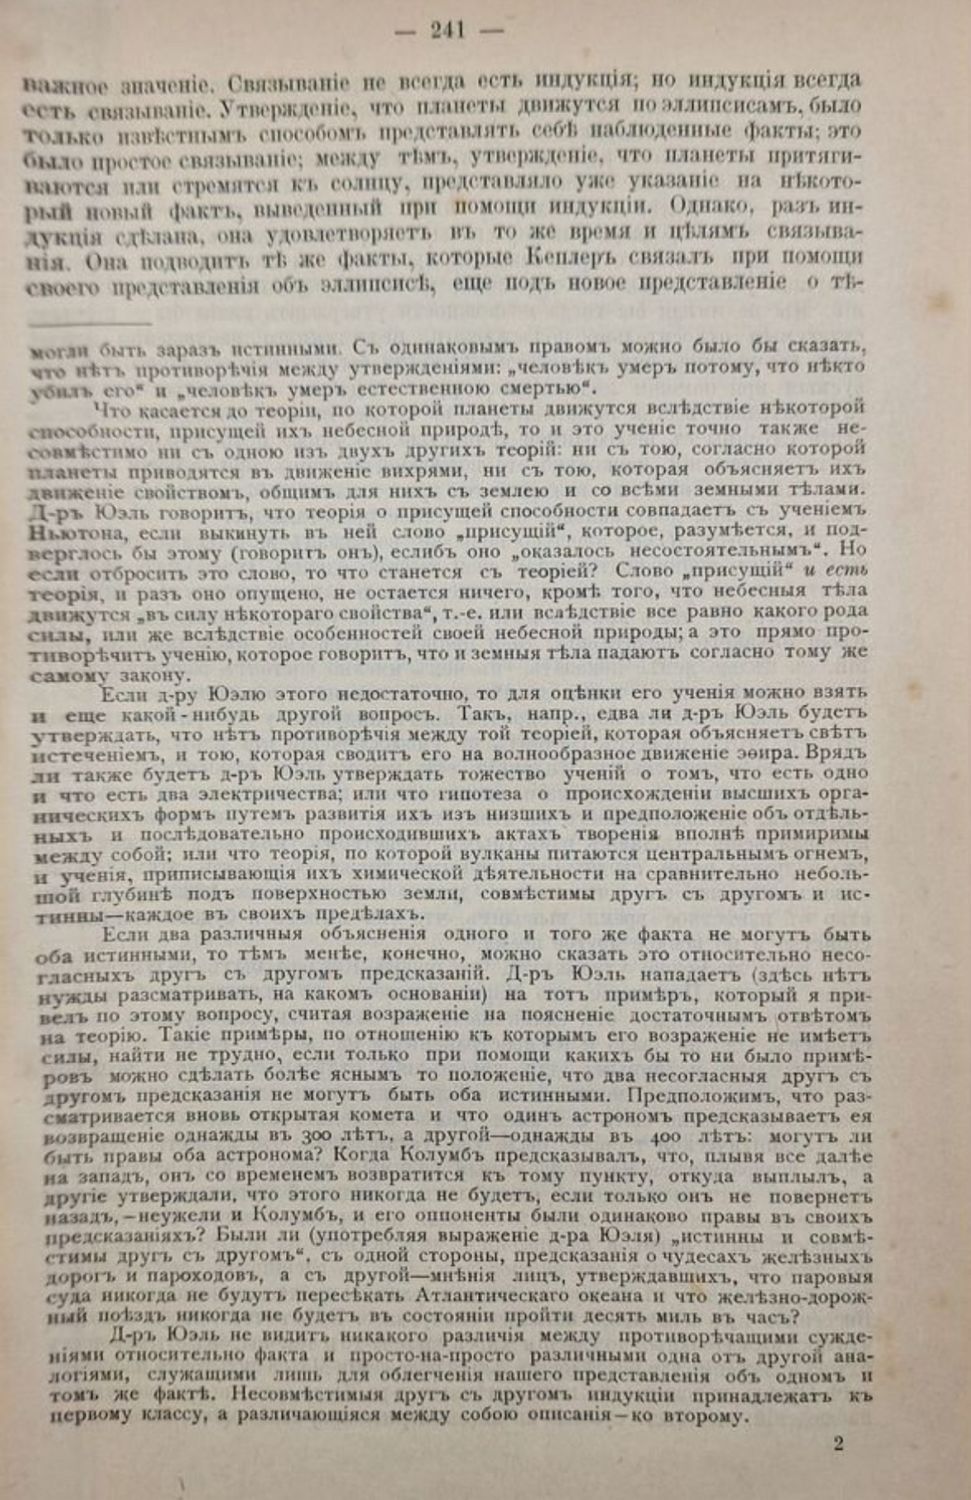 — 241 —
важное значеніе. Связываніе не всегда есть индукція; но индукція всегда
есть связываніе. Утвержденіе, что планеты движутся по эллипсисамъ, было
только извѣстнымъ способомъ представлять себѣ наблюденные факты; это
было простое связываніе; между тѣмъ, утвержденіе, что планеты притяги-
ваются или стремятся къ солнцу, представляло уже указаніе на нѣкото-
рый новый фактъ, выведенный при помощи индукціи. Однако, разъ ин-
дукція сдѣлана, она удовлетворяетъ въ то же время и цѣлямъ связыва-
нія. Она подводитъ тѣ же факты, которые Кеплеръ связалъ при помощи
своего представленія объ эллипсисѣ, еще подъ новое представленіе о тѣ-
могли быть заразъ истинными. Съ одинаковымъ правомъ можно было бы сказать,
что нѣтъ противорѣчія между утвержденіями: „человѣкъ умеръ потому, что нѣкто
убилъ его“ и „человѣкъ умеръ естественною смертью“.
Что касается до теоріи, по которой планеты движутся вслѣдствіе нѣкоторой
способности, присущей ихъ небесной природѣ, то и это ученіе точно также не-
совмѣстимо ни съ одною изъ двухъ другихъ теорій: ни съ тою, согласно которой
планеты приводятся въ движеніе вихрями, ни съ тою, которая объясняетъ ихъ
движеніе свойствомъ, общимъ для нихъ съ землею и со всѣми земными тѣлами.
Д-ръ Юэль говоритъ, что теорія о присущей способности совпадаетъ съ ученіемъ
Ньютона, если выкинуть въ ней слово „присущій“, которое, разумѣется, и под-
верглось бы этому (говоритъ онъ), еслибъ оно „оказалось несостоятельнымъ“. Но
если отбросить это слово, то что станется съ теоріей? Слово „присущій“ и есть
теорія, и разъ оно опущено, не остается ничего, кромѣ того, что небесныя тѣла
движутся „въ силу нѣкотораго свойства“, т.-е. или вслѣдствіе все равно какого рода
силы, или же вслѣдствіе особенностей своей небесной природы; а это прямо про-
тиворѣчитъ ученію, которое говоритъ, что и земныя тѣла падаютъ согласно тому же
самому закону.
Если д-ру Юэлю этого недостаточно, то для оцѣнки его ученія можно взять
и еще какой-нибудь другой вопросъ. Такъ, напр., едва ли д-ръ Юэль будетъ
утверждать, что нѣтъ противорѣчія между той теоріей, которая объясняетъ свѣтъ
истеченіемъ, и тою, которая сводитъ его на волнообразное движеніе эѳира. Врядъ
ли также будетъ д-ръ Юэль утверждать тожество ученій о томъ, что есть одно
и что есть два электричества; или что гипотеза о происхожденіи высшихъ орга-
ническихъ формъ путемъ развитія ихъ изъ низшихъ и предположеніе объ отдѣль-
ныхъ и послѣдовательно происходившихъ актахъ творенія вполнѣ примиримы
между собой; или что теорія, по которой вулканы питаются центральнымъ огнемъ,
и ученія, приписывающія ихъ химической дѣятельности на сравнительно неболь-
шой глубинѣ подъ поверхностью земли, совмѣстимы другъ съ другомъ и ис-
тинны—каждое въ своихъ предѣлахъ.
Если два различныя объясненія одного и того же факта не могутъ быть
оба истинными, то тѣмъ менѣе, конечно, можно сказать это относительно несо-
гласныхъ другъ съ другомъ предсказаній. Д-ръ Юэль нападаетъ (здѣсь нѣтъ
нужды разсматривать, на какомъ основаніи) на тотъ примѣръ, который я при-
велъ по этому вопросу, считая возраженіе на поясненіе достаточнымъ отвѣтомъ
на теорію. Такіе примѣры, по отношенію къ которымъ его возраженіе не имѣетъ
силы, найти не трудно, если только при помощи какихъ бы то ни было примѣ-
ровъ можно сдѣлать болѣе яснымъ то положеніе, что два несогласныя другъ съ
другомъ предсказанія не могутъ быть оба истинными. Предположимъ, что раз-
сматривается вновь открытая комета и что одинъ астрономъ предсказываетъ ея
возвращеніе однажды въ 300 лѣтъ, а другой—однажды въ 400 лѣтъ: могутъ ли
быть правы оба астронома? Когда Колумбъ предсказывалъ, что, плывя все далѣе
на западъ, онъ со временемъ возвратится къ тому пункту, откуда выплылъ, а
другіе утверждали, что этого никогда не будетъ, если только онъ не повернетъ
назадъ,—неужели и Колумбъ, и его оппоненты были одинаково правы въ своихъ
предсказаніяхъ? Были ли (употребляя выраженіе д-ра Юэля) „истинны и совмѣ-
стимы другъ съ другомъ“, съ одной стороны, предсказанія о чудесахъ желѣзныхъ
дорогъ и пароходовъ, а съ другой—мнѣнія лицъ, утверждавшихъ, что паровыя
суда никогда не будутъ пересѣкать Атлантическаго океана и что желѣзно-дорож-
ный поѣздъ никогда не будетъ въ состояніи пройти десять миль въ часъ?
Д-ръ Юэль не видитъ никакого различія между противорѣчащими сужде-
ніями относительно факта и просто-на-просто различными одна отъ другой ана-
логіями, служащими лишь для облегченія нашего представленія объ одномъ и
томъ же фактѣ. Несовмѣстимыя другъ съ другомъ индукціи принадлежатъ къ
первому классу, а различающіяся между собою описанія—ко второму.
2